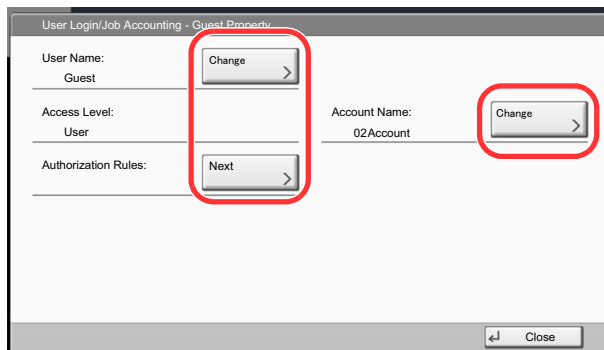 User Login/Job Accounting - Guest Property
User Name:
Guest
Change
Access Level:
User
Account Name:
02Account
Change
Authorization Rules:
Next
Close